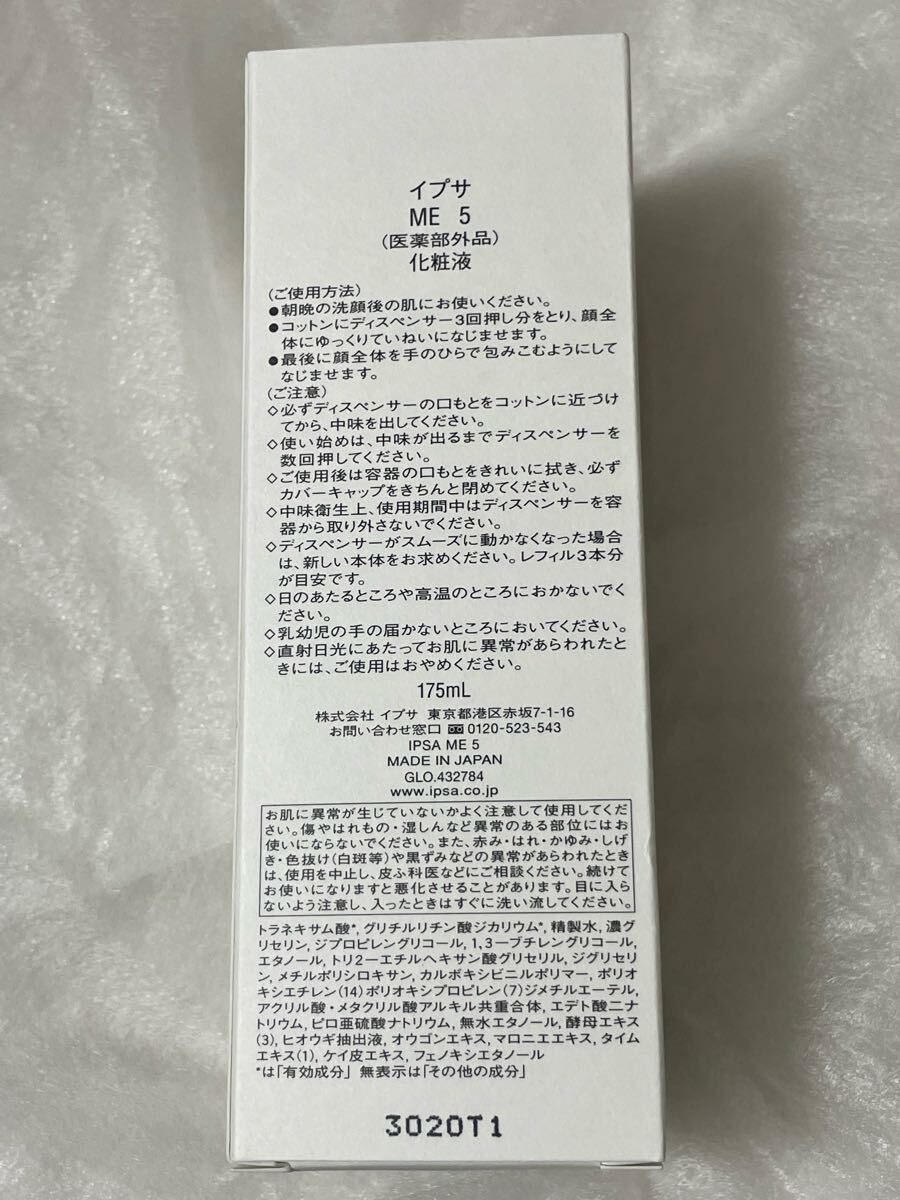 イプサ
ME 5
(医薬部外品)
化粧液
(ご使用方法)
●朝晩の洗顔後の肌にお使いください。
●コットンにディスペンサー3回押し分をとり、顔全
体にゆっくりていねいになじませます。
●最後に顔全体を手のひらで包みこむようにして
なじませます。
(ご注意)
◇必ずディスペンサーの口もとをコットンに近づけ
てから、中味を出してください。
◇使い始めは、中味が出るまでディスペンサーを
数回押してください。
◇ご使用後は容器の口もとをきれいに拭き、必ず
カバーキャップをきちんと閉めてください。
◇中味衛生上、使用期間中はディスペンサーを容
器から取り外さないでください。
◇ディスペンサーがスムーズに動かなくなった場合
は、新しい本体をお求めください。レフィル3本分
が目安です。
◇日のあたるところや高温のところにおかないでく
ださい。
◇乳幼児の手の届かないところにおいてください。
◇直射日光にあたってお肌に異常があらわれたと
きには、ご使用はおやめください。
175mL
株式会社 イプサ 東京都港区赤坂7-1-16
お問い合わせ窓口 0120-523-543
IPSA ME 5
MADE IN JAPAN
GLO.432784
www.ipsa.co.jp
お肌に異常が生じていないかよく注意して使用してくだ
さい。傷やはれもの・湿しんなど異常のある部位にはお
使いにならないでください。また、赤み・はれ・かゆみ・しげ
き・色抜け(白斑等)や黒ずみなどの異常があらわれたとき
は、使用を中止し、皮ふ科医などにご相談ください。続けて
お使いになりますと悪化させることがあります。目に入ら
ないよう注意し、入ったときはすぐに洗い流してください。
トラネキサム酸*, グリチルリチン酸ジカリウム*, 精製水, 濃グ
リセリン, ジプロピレングリコール, 1,3-ブチレングリコール,
エタノール, トリ2-エチルヘキサン酸グリセリル, ジグリセリ
ン, メチルポリシロキサン, カルボキシビニルポリマー, ポリオ
キシエチレン(14)ポリオキシプロピレン(7)ジメチルエーテル,
アクリル酸・メタクリル酸アルキル共重合体, エデト酸二ナ
トリウム, ピロ亜硫酸ナトリウム, 無水エタノール, 酵母エキス
(3), ヒオウギ抽出液, オウゴンエキス, マロニエエキス, タイム
エキス(1), ケイ皮エキス, フェノキシエタノール
*は「有効成分」 無表示は「その他の成分」
3020T1